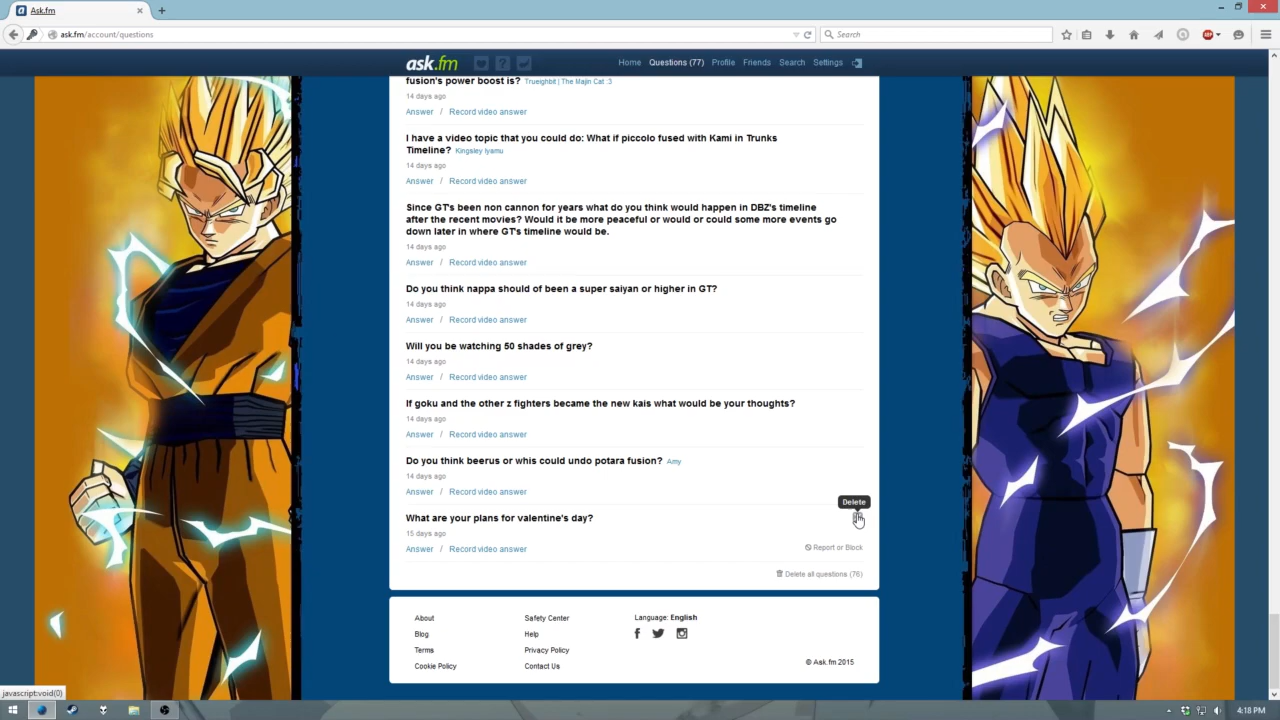 Ask.fm
ask.fm/account/questions
Search
ask.fm
Home Questions (77) Profile Friends Search Settings
fusion's power boost is? Trueighbit | The Majin Cat :3
14 days ago
Answer / Record video answer
I have a video topic that you could do: What if piccolo fused with Kami in Trunks
Timeline? Kingsley Iyamu
14 days ago
Answer / Record video answer
Since GT's been non cannon for years what do you think would happen in DBZ's timeline
after the recent movies? Would it be more peaceful or would or could some more events go
down later in where GT's timeline would be.
14 days ago
Answer / Record video answer
Do you think nappa should of been a super saiyan or higher in GT?
14 days ago
Answer / Record video answer
Will you be watching 50 shades of grey?
14 days ago
Answer / Record video answer
If goku and the other z fighters became the new kais what would be your thoughts?
14 days ago
Answer / Record video answer
Do you think beerus or whis could undo potara fusion? Amy
14 days ago
Answer / Record video answer
Delete
What are your plans for valentine's day?
15 days ago
Answer / Record video answer
Report or Block
Delete all questions (76)
About Safety Center Language: English
Blog Help
Terms Privacy Policy
Cookie Policy Contact Us
© Ask.fm 2015
javascript:void(0)
4:18 PM